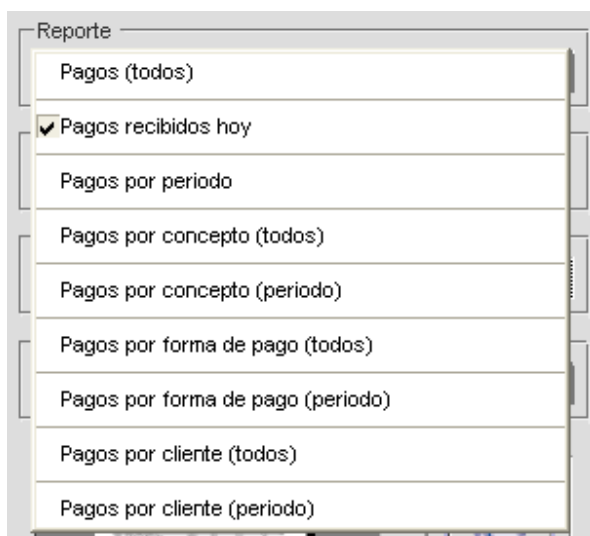 Reporte
Pagos (todos)
Pagos recibidos hoy
Pagos por periodo
Pagos por concepto (todos)
Pagos por concepto (periodo)
Pagos por forma de pago (todos)
Pagos por forma de pago (periodo)
Pagos por cliente (todos)
Pagos por cliente (periodo)